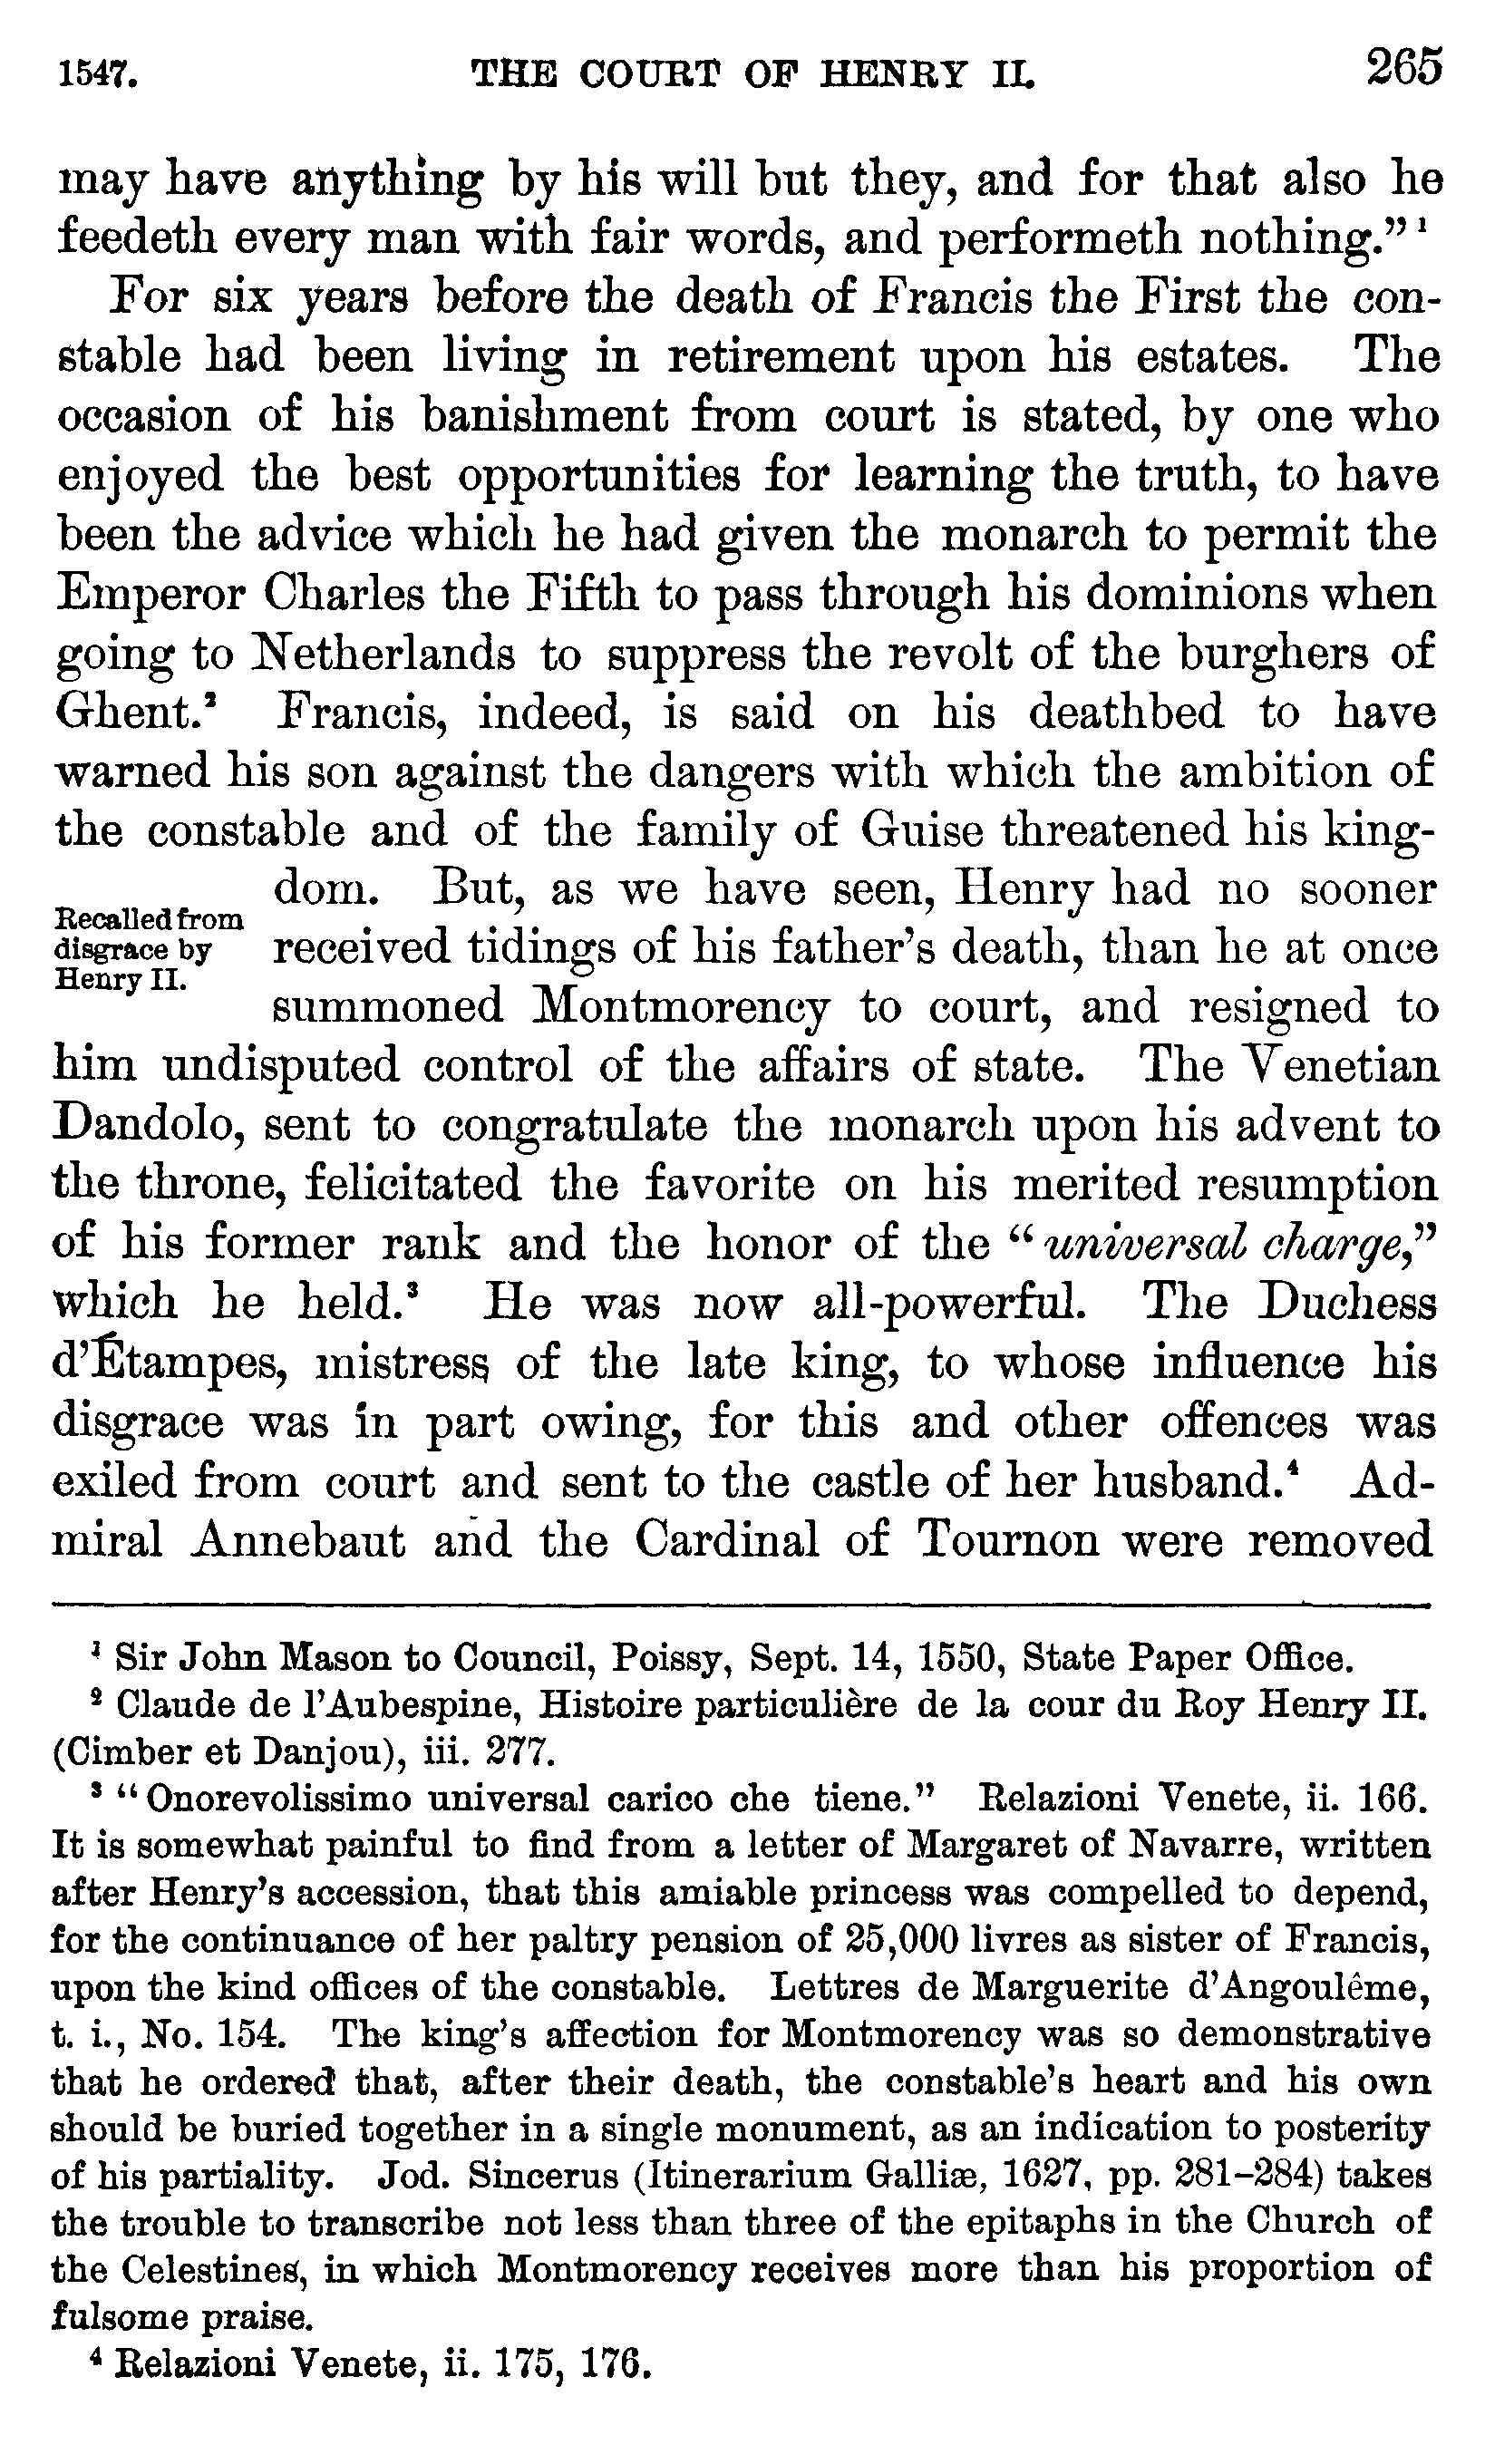 1547. THE COURT OF HENRY II. 265
may have anything by his will but they, and for that also he
feedeth every man with fair words, and performeth nothing.” ¹
For six years before the death of Francis the First the con-
stable had been living in retirement upon his estates. The
occasion of his banishment from court is stated, by one who
enjoyed the best opportunities for learning the truth, to have
been the advice which he had given the monarch to permit the
Emperor Charles the Fifth to pass through his dominions when
going to Netherlands to suppress the revolt of the burghers of
Ghent.² Francis, indeed, is said on his deathbed to have
warned his son against the dangers with which the ambition of
the constable and of the family of Guise threatened his king-
dom. But, as we have seen, Henry had no sooner
Recalled from
disgrace by
Henry II.
received tidings of his father’s death, than he at once
summoned Montmorency to court, and resigned to
him undisputed control of the affairs of state. The Venetian
Dandolo, sent to congratulate the monarch upon his advent to
the throne, felicitated the favorite on his merited resumption
of his former rank and the honor of the “universal charge,”
which he held.³ He was now all-powerful. The Duchess
d’Étampes, mistress of the late king, to whose influence his
disgrace was in part owing, for this and other offences was
exiled from court and sent to the castle of her husband.⁴ Ad-
miral Annebaut and the Cardinal of Tournon were removed
¹ Sir John Mason to Council, Poissy, Sept. 14, 1550, State Paper Office.
² Claude de l’Aubespine, Histoire particulière de la cour du Roy Henry II.
(Cimber et Danjou), iii. 277.
³ “Onorevolissimo universal carico che tiene.” Relazioni Venete, ii. 166.
It is somewhat painful to find from a letter of Margaret of Navarre, written
after Henry’s accession, that this amiable princess was compelled to depend,
for the continuance of her paltry pension of 25,000 livres as sister of Francis,
upon the kind offices of the constable. Lettres de Marguerite d’Angoulême,
t. i., No. 154. The king’s affection for Montmorency was so demonstrative
that he ordered that, after their death, the constable’s heart and his own
should be buried together in a single monument, as an indication to posterity
of his partiality. Jod. Sincerus (Itinerarium Galliæ, 1627, pp. 281–284) takes
the trouble to transcribe not less than three of the epitaphs in the Church of
the Celestines, in which Montmorency receives more than his proportion of
fulsome praise.
⁴ Relazioni Venete, ii. 175, 176.